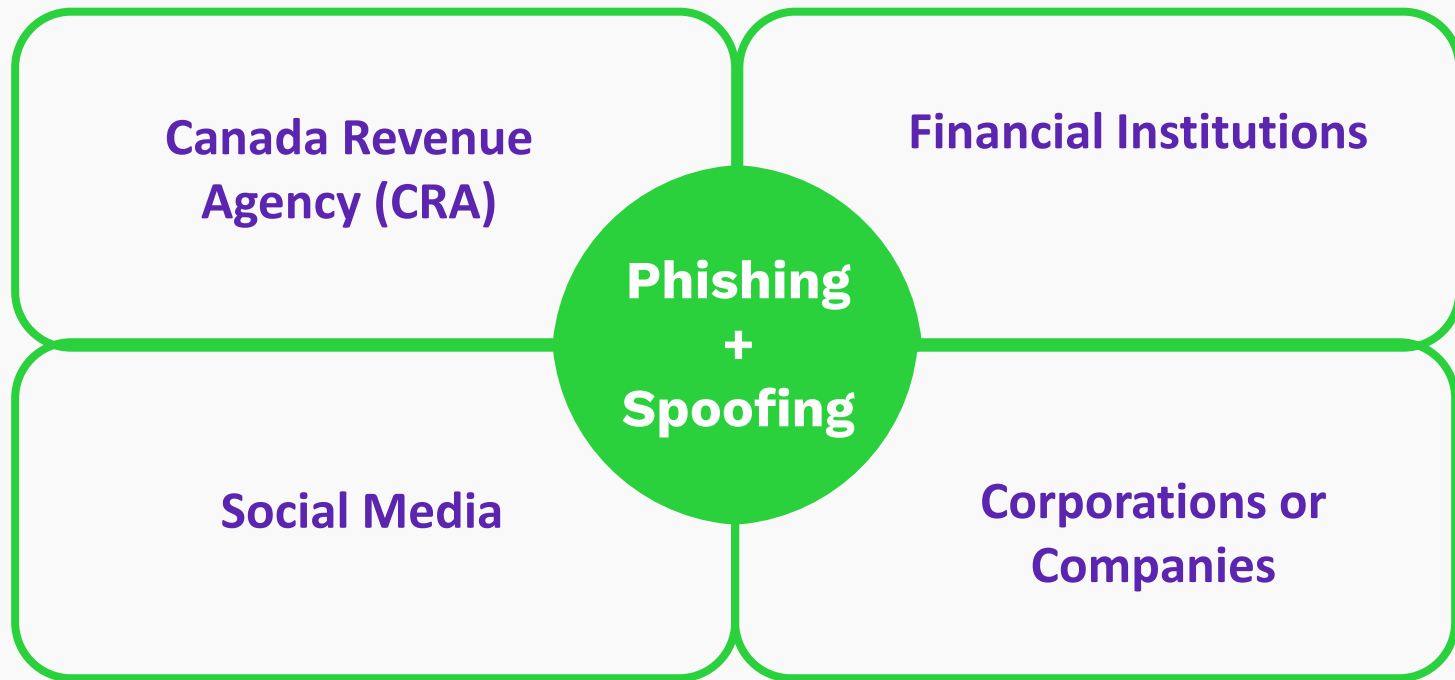 Canada Revenue
Agency (CRA)
Financial Institutions
Phishing
+
Spoofing
Social Media
Corporations or
Companies